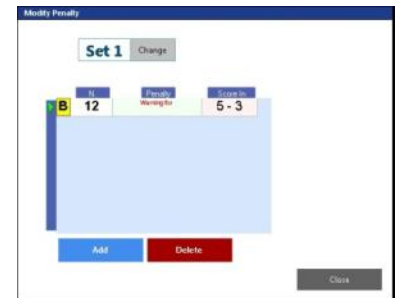 Modify Penalty
Set 1 Change
N. Penalty Score In
B 12 Warning for 5 - 3
Add Delete
Close